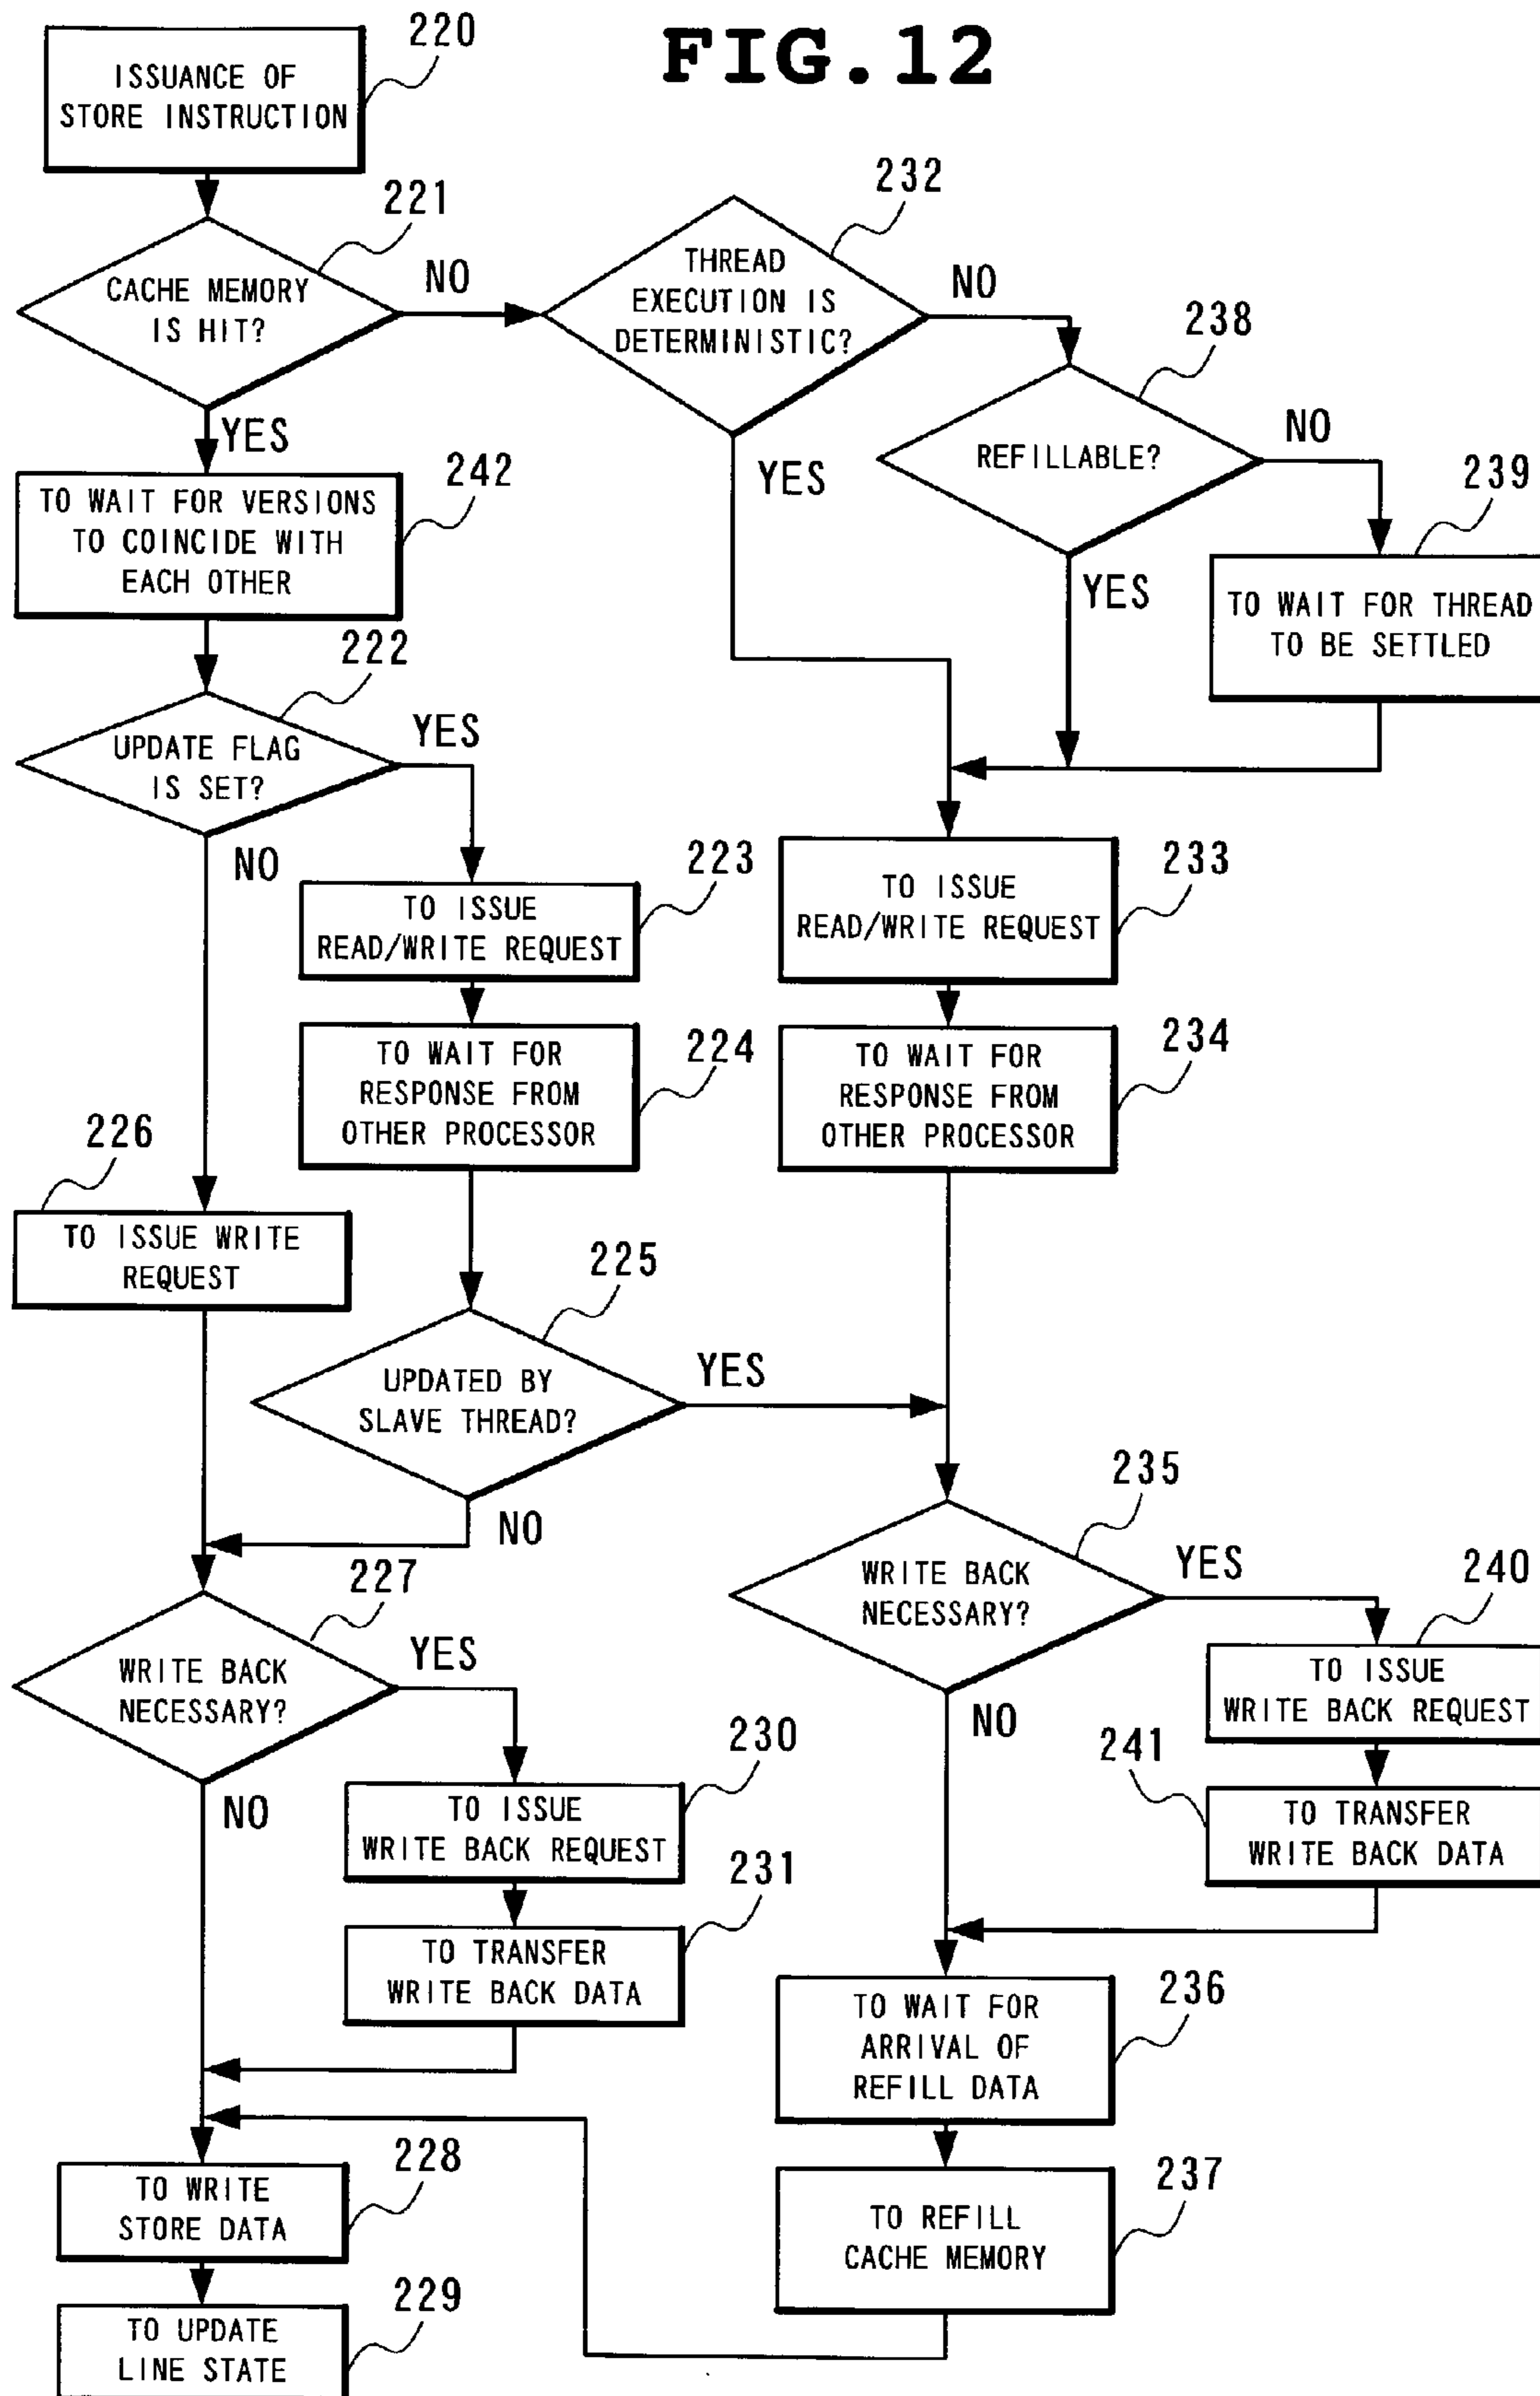 FIG.12
220
ISSUANCE OF
STORE INSTRUCTION
221
CACHE MEMORY
IS HIT?
NO
YES
232
THREAD
EXECUTION IS
DETERMINISTIC?
NO
YES
238
REFILLABLE?
NO
YES
239
TO WAIT FOR THREAD
TO BE SETTLED
242
TO WAIT FOR VERSIONS
TO COINCIDE WITH
EACH OTHER
222
UPDATE FLAG
IS SET?
YES
NO
223
TO ISSUE
READ/WRITE REQUEST
233
TO ISSUE
READ/WRITE REQUEST
224
TO WAIT FOR
RESPONSE FROM
OTHER PROCESSOR
234
TO WAIT FOR
RESPONSE FROM
OTHER PROCESSOR
226
TO ISSUE WRITE
REQUEST
225
UPDATED BY
SLAVE THREAD?
YES
NO
235
WRITE BACK
NECESSARY?
YES
NO
240
TO ISSUE
WRITE BACK REQUEST
241
TO TRANSFER
WRITE BACK DATA
227
WRITE BACK
NECESSARY?
YES
NO
230
TO ISSUE
WRITE BACK REQUEST
231
TO TRANSFER
WRITE BACK DATA
236
TO WAIT FOR
ARRIVAL OF
REFILL DATA
237
TO REFILL
CACHE MEMORY
228
TO WRITE
STORE DATA
229
TO UPDATE
LINE STATE